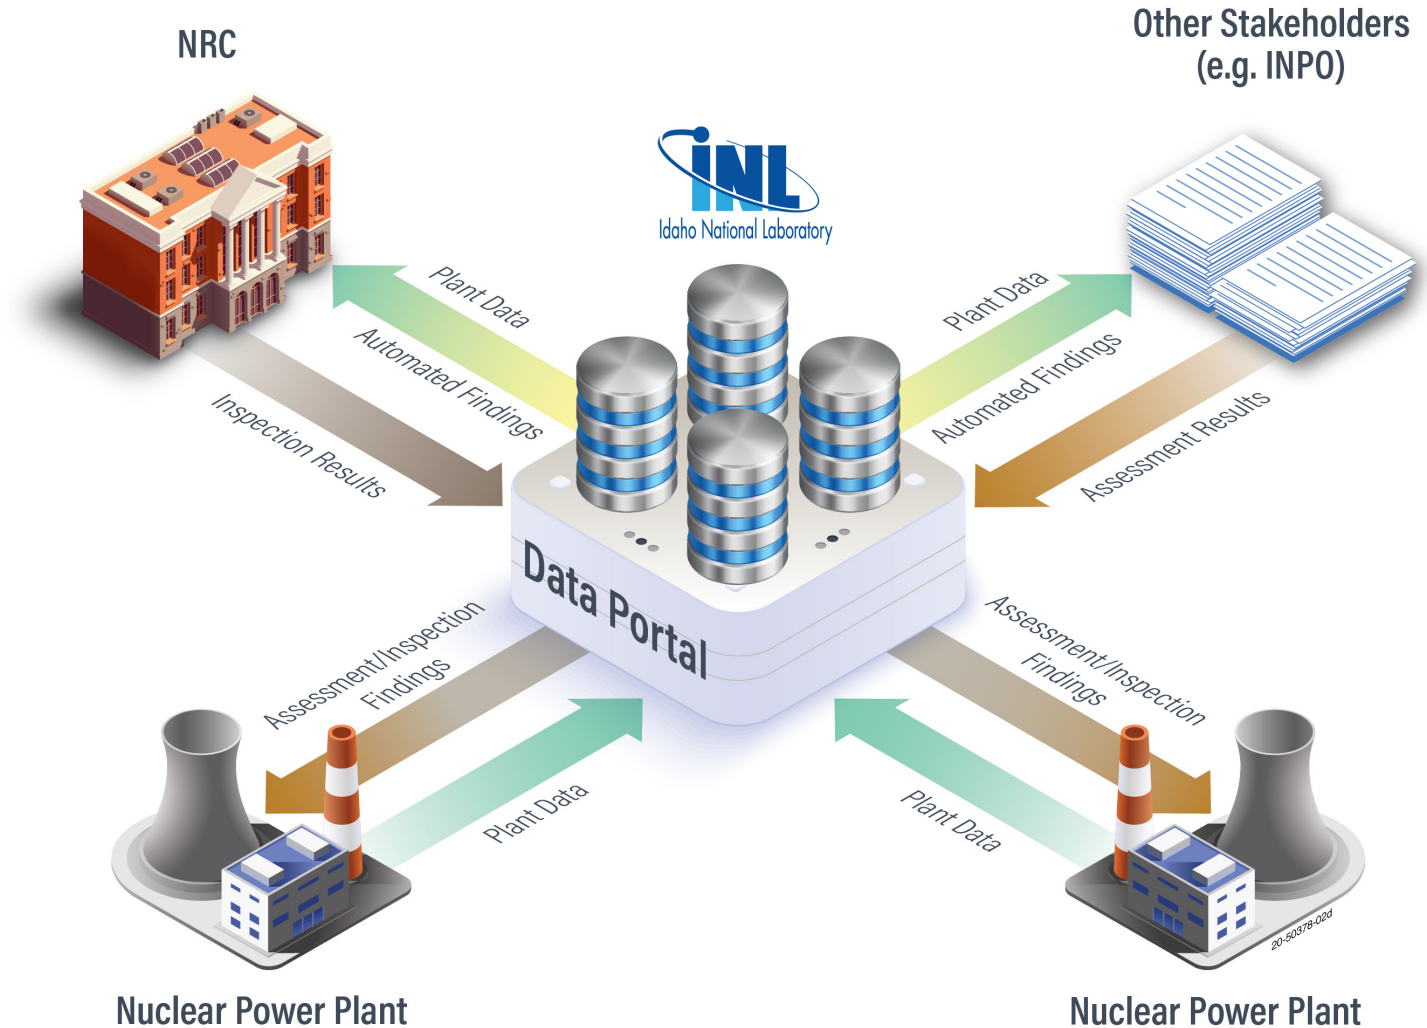 NRC
Other Stakeholders
(e.g. INPO)
INL
Idaho National Laboratory
Plant Data
Automated Findings
Inspection Results
Plant Data
Automated Findings
Assessment Results
Data Portal
Assessment/Inspection
Findings
Plant Data
Assessment/Inspection
Findings
Plant Data
20-50378-02d
Nuclear Power Plant
Nuclear Power Plant